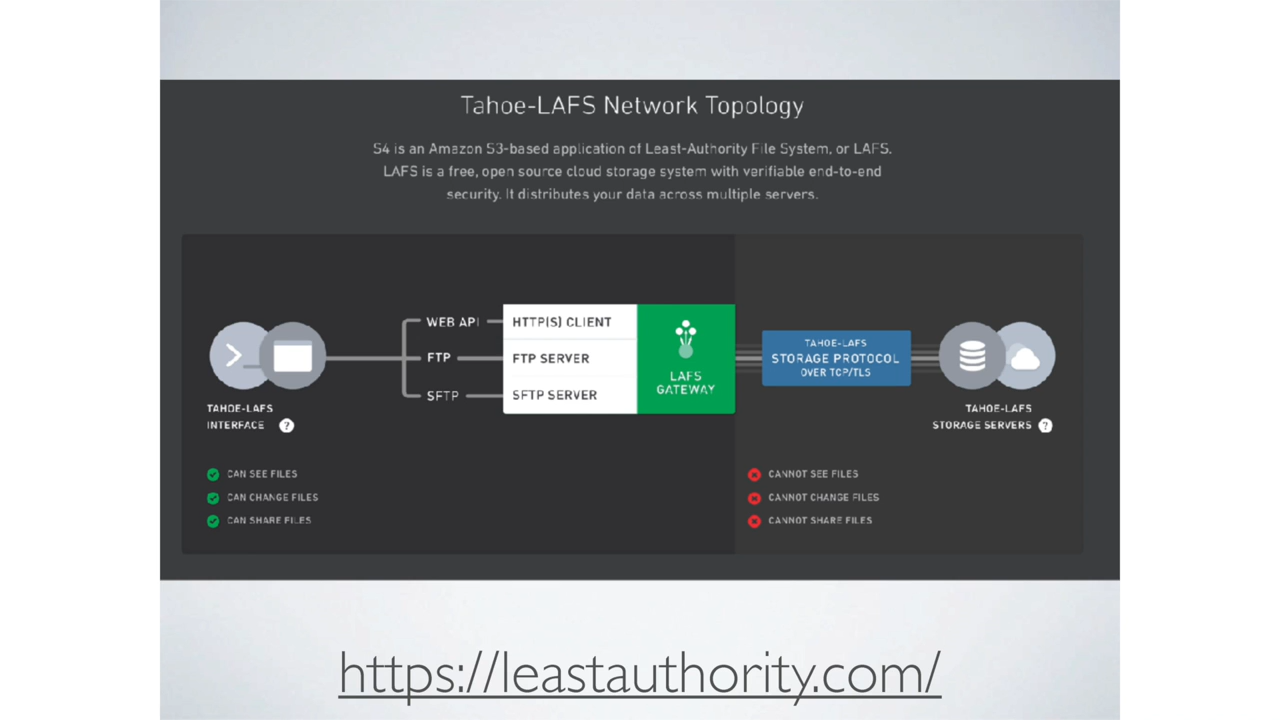 Tahoe-LAFS Network Topology
S4 is an Amazon S3-based application of Least-Authority File System, or LAFS.
LAFS is a free, open source cloud storage system with verifiable end-to-end
security. It distributes your data across multiple servers.
WEB API
FTP
SFTP
HTTP(S) CLIENT
FTP SERVER
SFTP SERVER
LAFS
GATEWAY
TAHOE-LAFS
STORAGE PROTOCOL
OVER TCP/TLS
TAHOE-LAFS
INTERFACE ?
TAHOE-LAFS
STORAGE SERVERS ?
CAN SEE FILES
CAN CHANGE FILES
CAN SHARE FILES
CANNOT SEE FILES
CANNOT CHANGE FILES
CANNOT SHARE FILES
https://leastauthority.com/